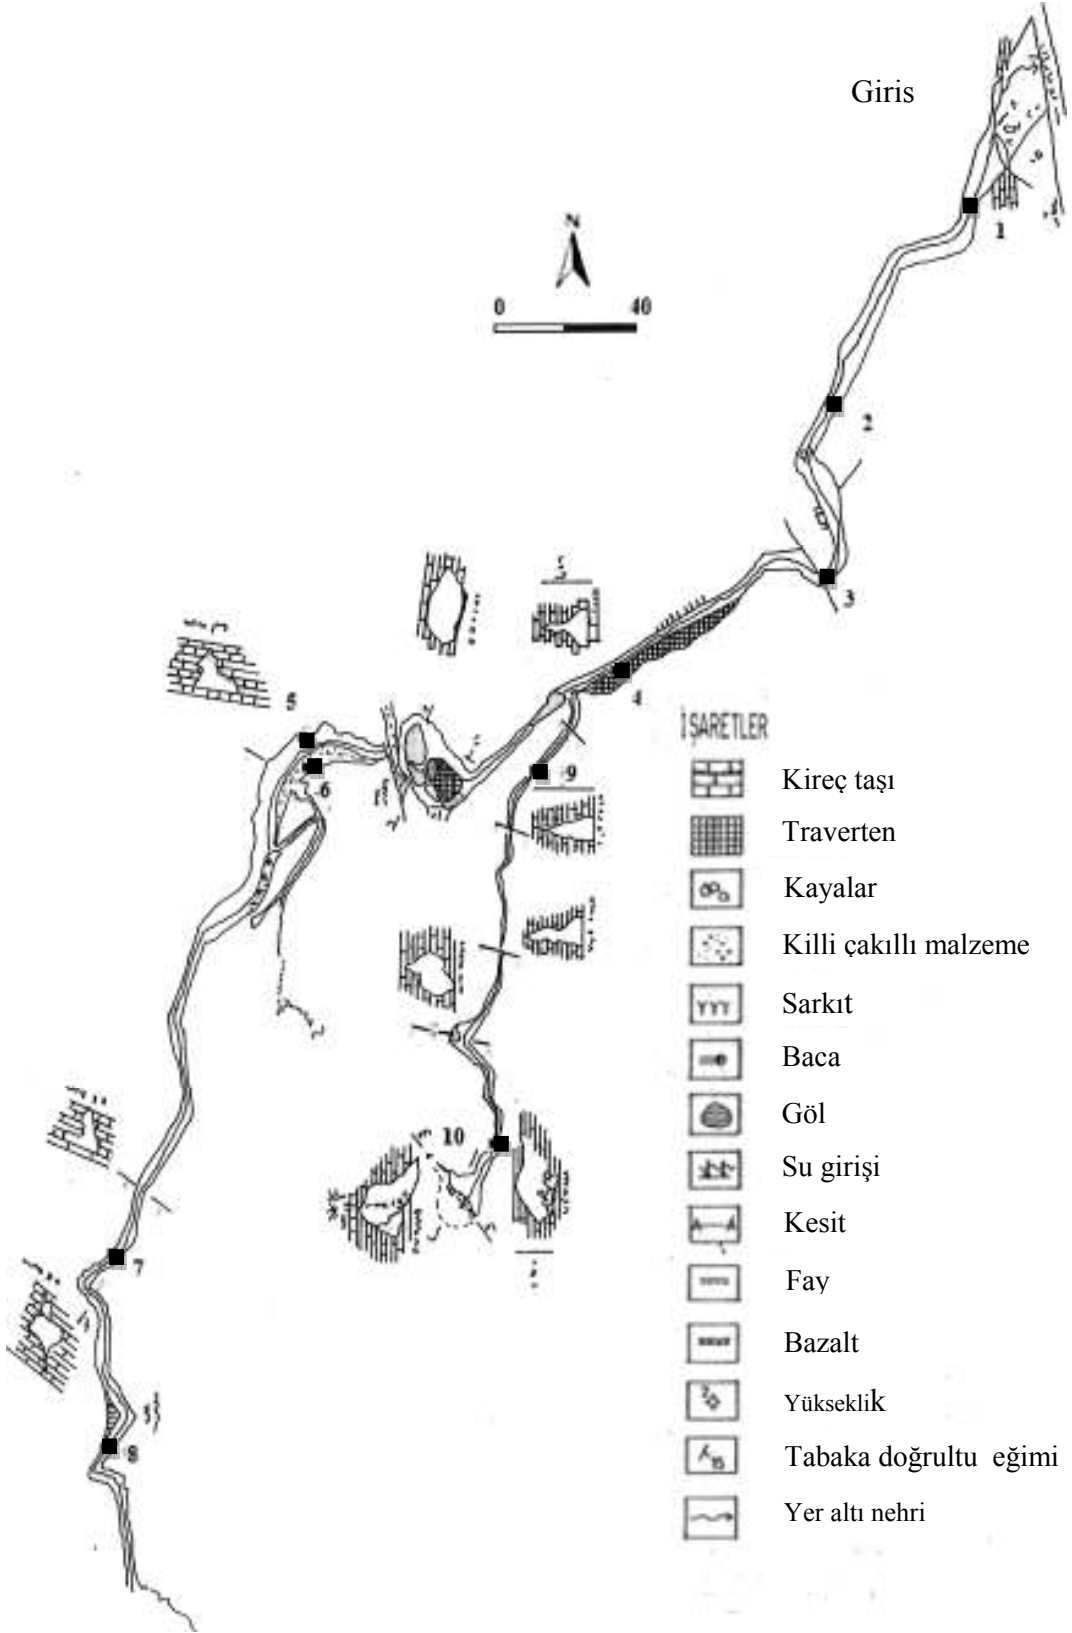 Giris
1
N
0 40
2
3
4
5
6
9
10
7
8
İŞARETLER
Kireç taşı
Traverten
Kayalar
Killi çakıllı malzeme
Sarkıt
Baca
Göl
Su girişi
Kesit
Fay
Bazalt
Yükseklik
Tabaka doğrultu eğimi
Yer altı nehri